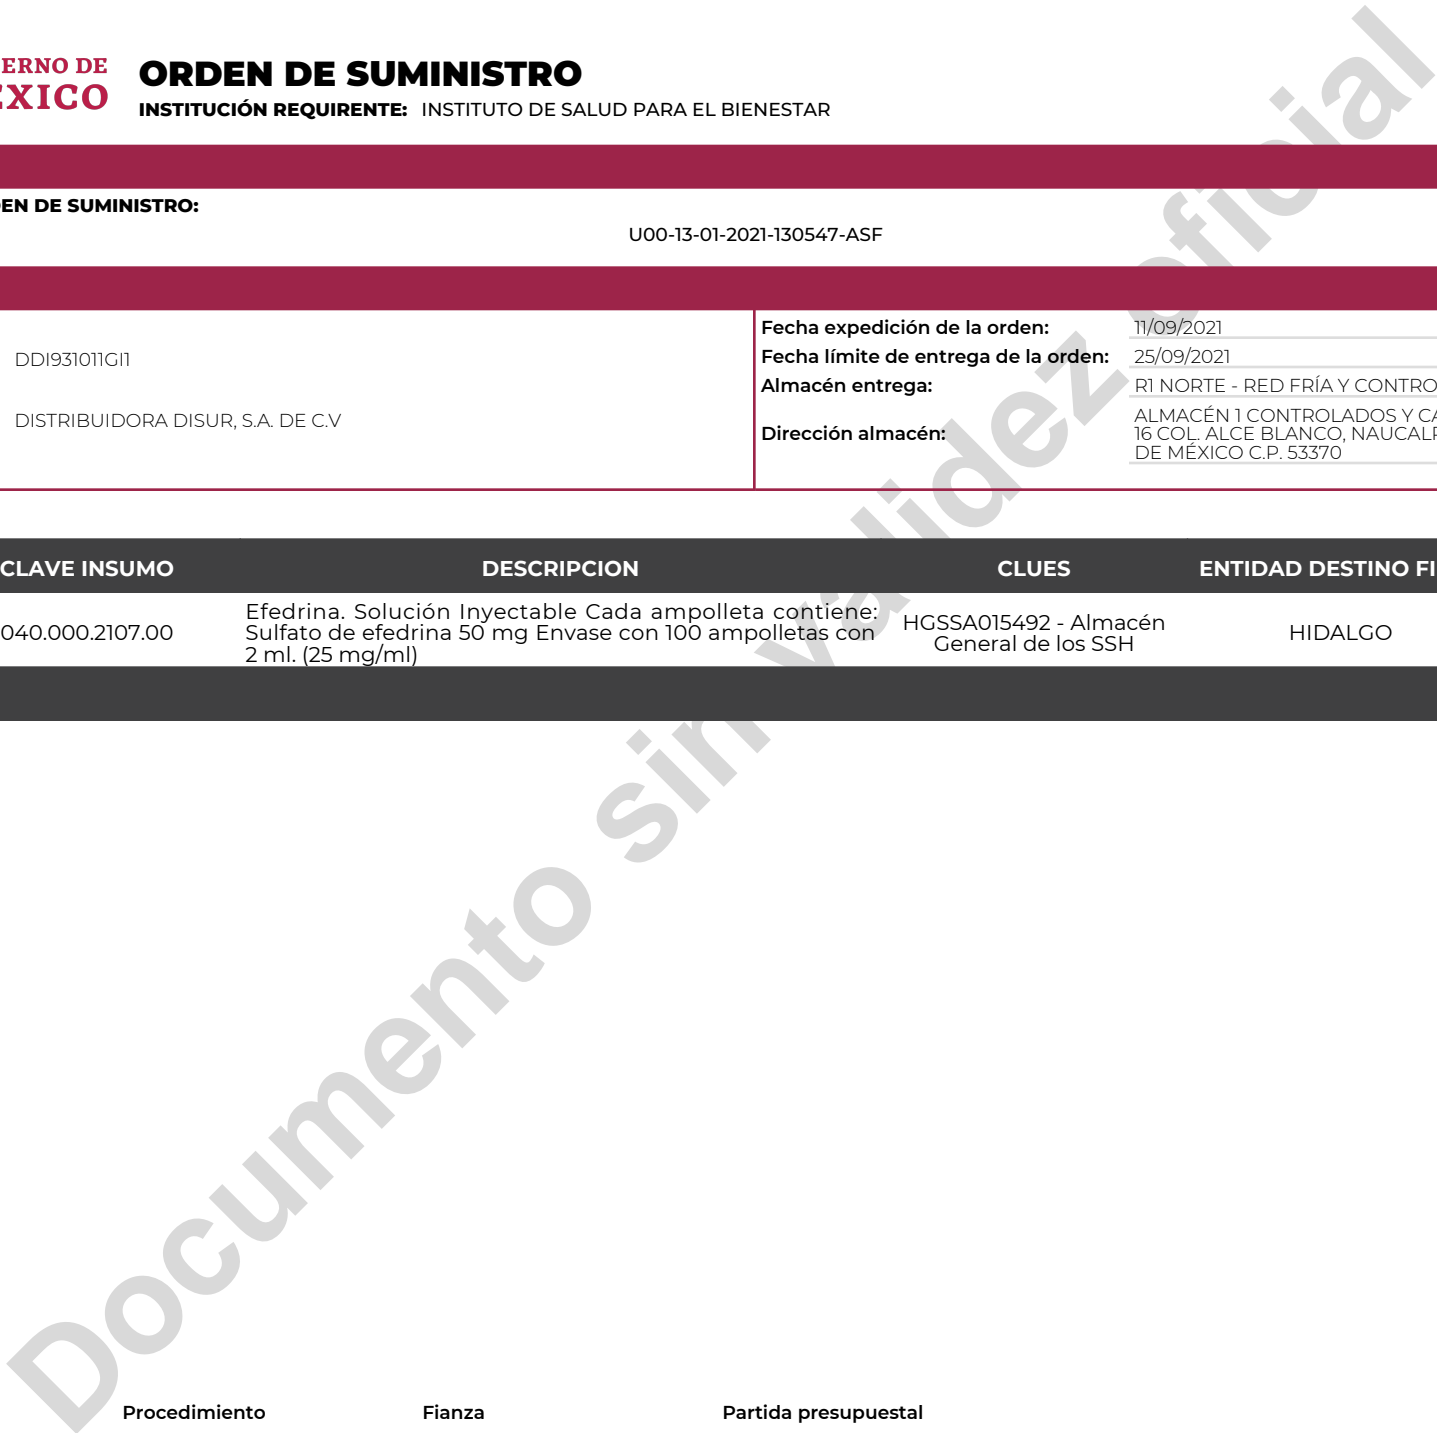 ERNO DE
ÉXICO
ORDEN DE SUMINISTRO
INSTITUCIÓN REQUIRENTE: INSTITUTO DE SALUD PARA EL BIENESTAR
EN DE SUMINISTRO:
U00-13-01-2021-130547-ASF
DDI931011GI1
DISTRIBUIDORA DISUR, S.A. DE C.V
Fecha expedición de la orden: 11/09/2021
Fecha límite de entrega de la orden: 25/09/2021
Almacén entrega: R1 NORTE - RED FRÍA Y CONTRO
Dirección almacén:
ALMACÉN 1 CONTROLADOS Y CA
16 COL. ALCE BLANCO, NAUCALP
DE MÉXICO C.P. 53370
CLAVE INSUMO DESCRIPCION CLUES ENTIDAD DESTINO FI
040.000.2107.00
Efedrina. Solución Inyectable Cada ampolleta contiene:
Sulfato de efedrina 50 mg Envase con 100 ampolletas con
2 ml. (25 mg/ml)
HGSSA015492 - Almacén
General de los SSH
HIDALGO
Documento sin validez oficial
Procedimiento Fianza Partida presupuestal